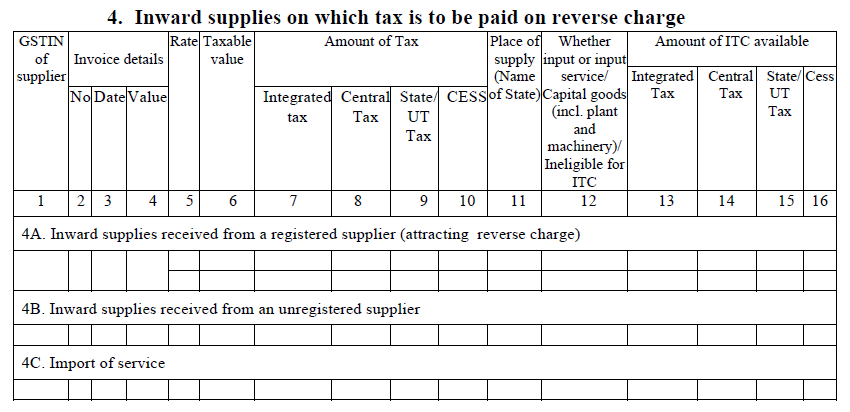 4. Inward supplies on which tax is to be paid on reverse charge
GSTIN of supplier
Invoice details
No
Date
Value
Rate
Taxable value
Amount of Tax
Integrated tax
Central Tax
State/ UT Tax
CESS
Place of supply (Name of State)
Whether input or input service/ Capital goods (incl. plant and machinery)/ Ineligible for ITC
Amount of ITC available
Integrated Tax
Central Tax
State/ UT Tax
Cess
1 2 3 4 5 6 7 8 9 10 11 12 13 14 15 16
4A. Inward supplies received from a registered supplier (attracting reverse charge)
4B. Inward supplies received from an unregistered supplier
4C. Import of service